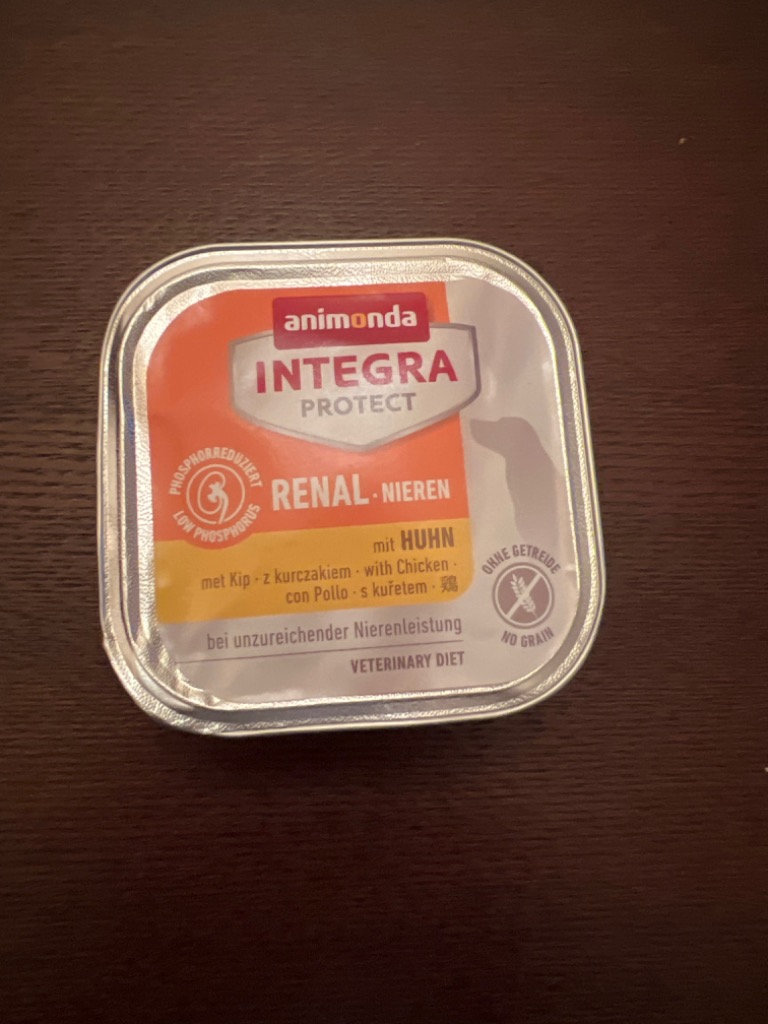 animonda
INTEGRA
PROTECT
PHOSPHORREDUZIERT
LOW PHOSPHORUS
RENAL · NIEREN
mit HUHN
met Kip · z kurczakiem · with Chicken ·
con Pollo · s kuřetem · 鶏
OHNE GETREIDE
NO GRAIN
bei unzureichender Nierenleistung
VETERINARY DIET